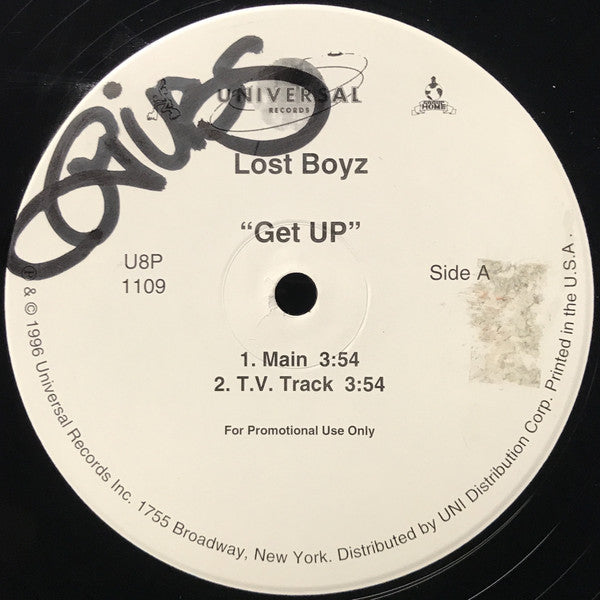 UNIVERSAL
RECORDS
Lost Boyz
“Get UP”
U8P
1109
Side A
1. Main 3:54
2. T.V. Track 3:54
For Promotional Use Only
℗ & © 1996 Universal Records Inc. 1755 Broadway, New York. Distributed by UNI Distribution Corp. Printed in the U.S.A.